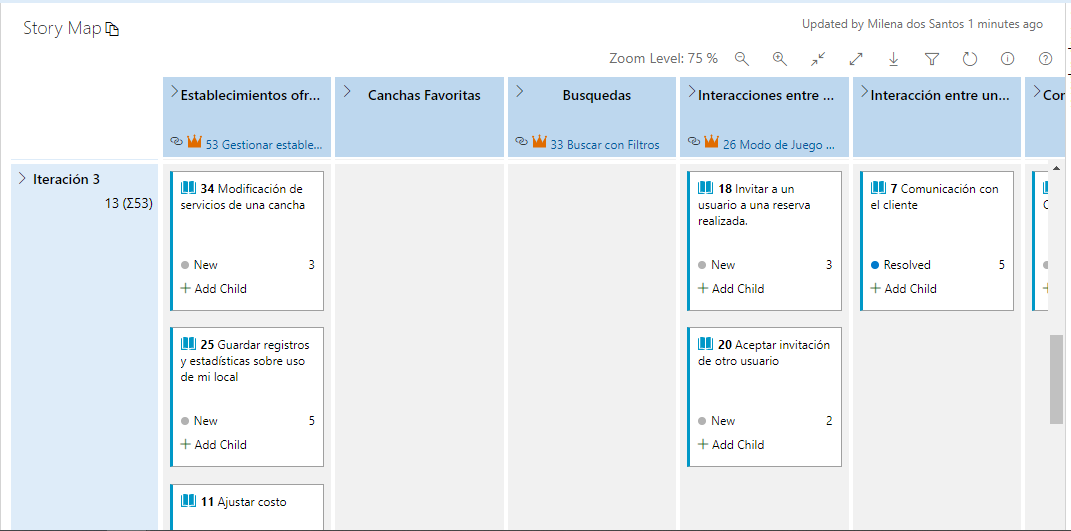 Story Map
Updated by Milena dos Santos 1 minutes ago
Zoom Level: 75 %
Establecimientos ofr...
Canchas Favoritas
Busquedas
Interacciones entre ...
Interacción entre un...
Cor
53 Gestionar estable...
33 Buscar con Filtros
26 Modo de Juego ...
Iteración 3
13 (Σ53)
34 Modificación de
servicios de una cancha
New 3
Add Child
18 Invitar a un
usuario a una reserva
realizada.
New 3
Add Child
7 Comunicación con
el cliente
Resolved 5
Add Child
25 Guardar registros
y estadísticas sobre uso
de mi local
New 5
Add Child
20 Aceptar invitación
de otro usuario
New 2
Add Child
11 Ajustar costo